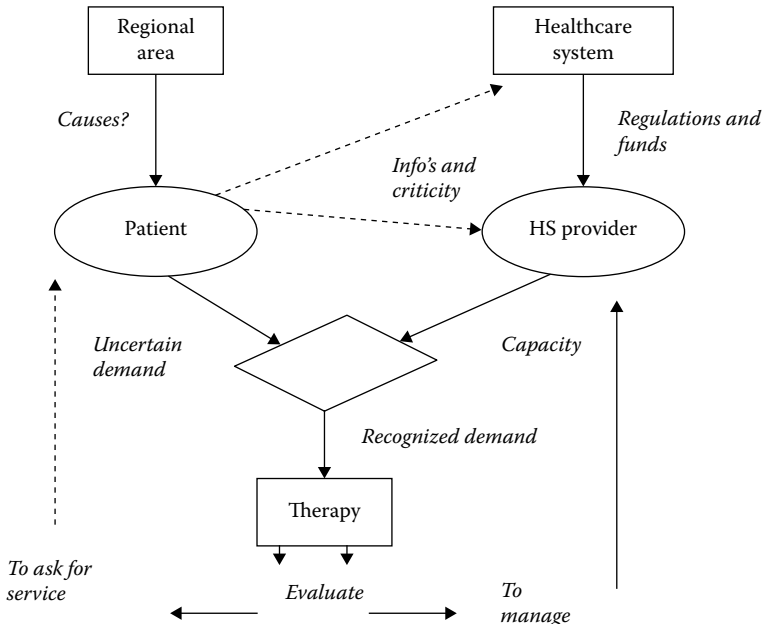 Regional
area
Healthcare
system
Causes?
Regulations and
funds
Info's and
criticity
Patient
HS provider
Uncertain
demand
Capacity
Recognized demand
Therapy
To ask for
service
Evaluate
To
manage